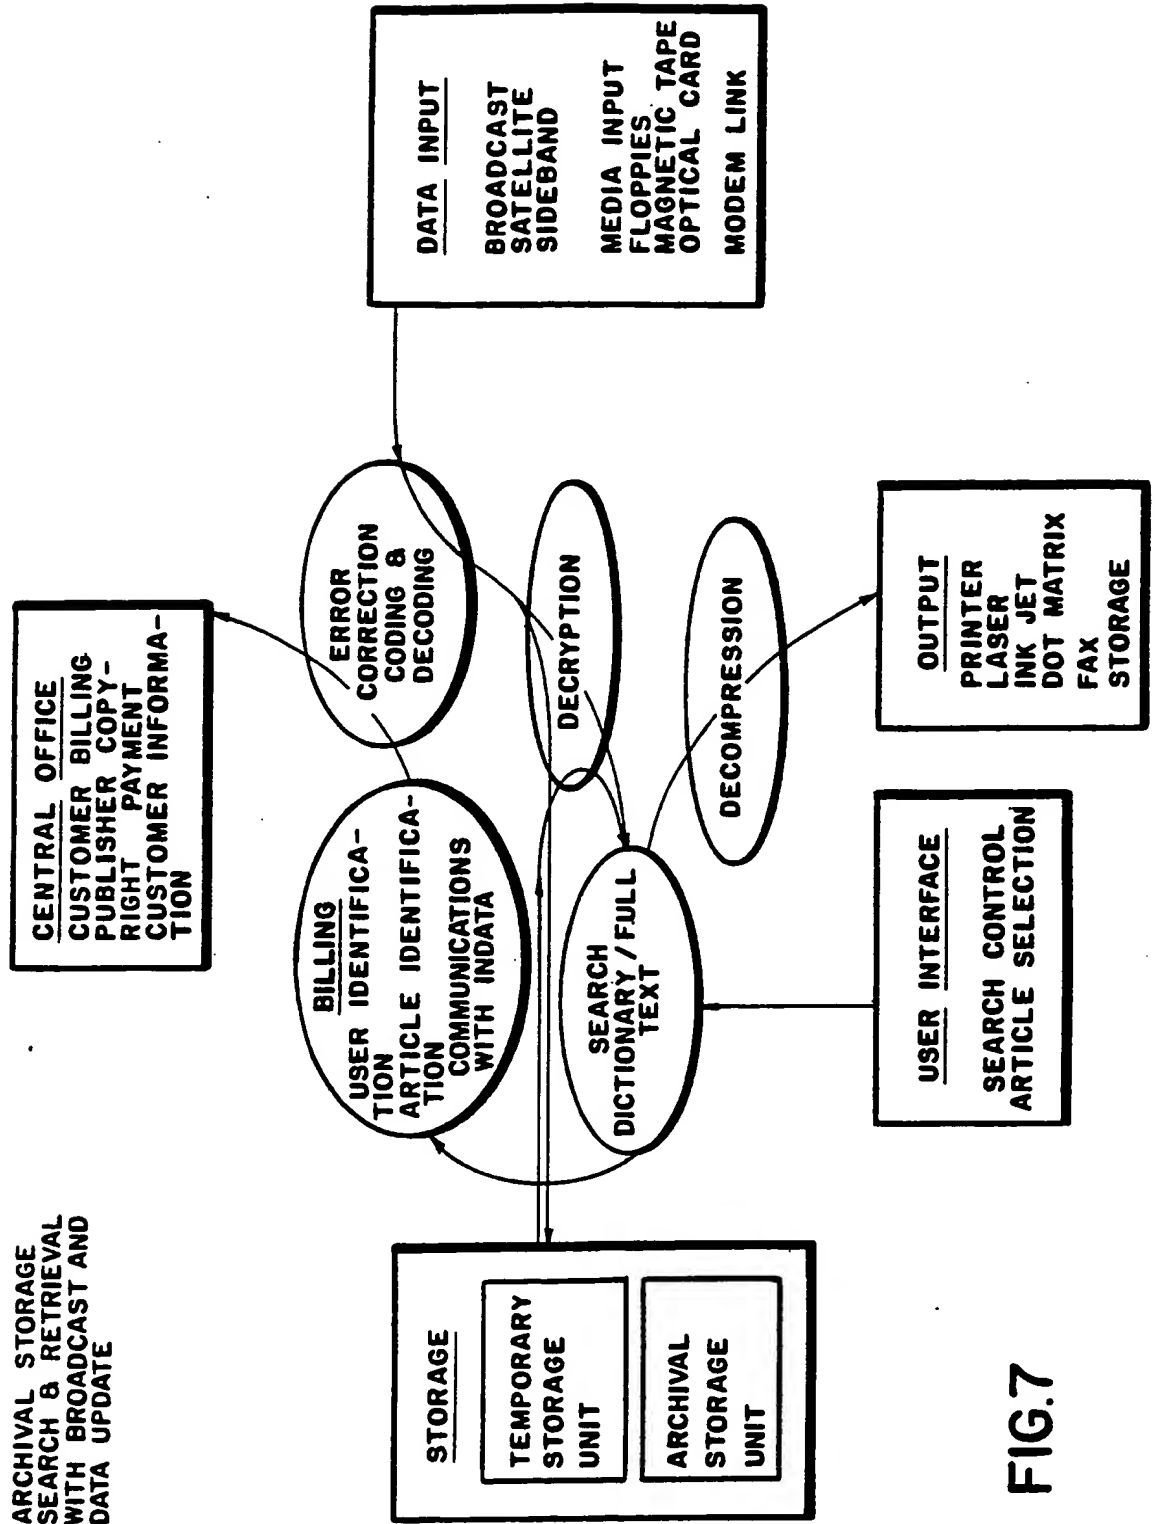 ARCHIVAL STORAGE
SEARCH & RETRIEVAL
WITH BROADCAST AND
DATA UPDATE
CENTRAL OFFICE
CUSTOMER BILLING
PUBLISHER COPY-
RIGHT PAYMENT
CUSTOMER INFORMA-
TION
STORAGE
TEMPORARY
STORAGE
UNIT
ARCHIVAL
STORAGE
UNIT
BILLING
USER IDENTIFICA-
TION
ARTICLE IDENTIFICA-
TION
COMMUNICATIONS
WITH INDATA
ERROR
CORRECTION
CODING &
DECODING
DATA INPUT
BROADCAST
SATELLITE
SIDEBAND
MEDIA INPUT
FLOPPIES
MAGNETIC TAPE
OPTICAL CARD
MODEM LINK
SEARCH
DICTIONARY/FULL
TEXT
DECRYPTION
DECOMPRESSION
USER INTERFACE
SEARCH CONTROL
ARTICLE SELECTION
OUTPUT
PRINTER
LASER
INK JET
DOT MATRIX
FAX
STORAGE
FIG.7